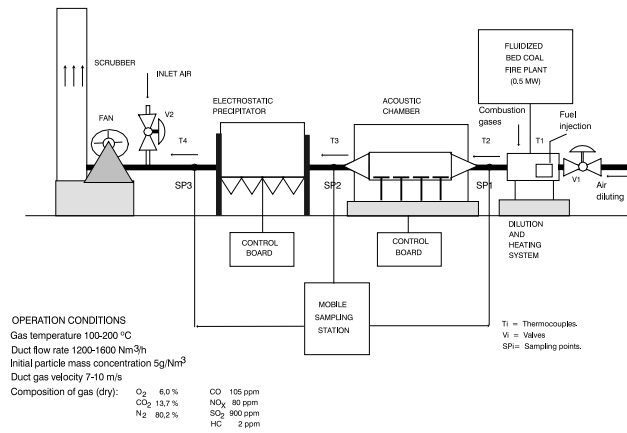 FLUIDIZED
BED COAL
FIRE PLANT
(0.5 MW)
SCRUBBER
INLET AIR
FAN
V2
T4
ELECTROSTATIC
PRECIPITATOR
ACOUSTIC
CHAMBER
Combustion
gases
Fuel
injection
T3
T2
T1
V1
SP3
SP2
SP1
Air
diluting
CONTROL
BOARD
CONTROL
BOARD
DILUTION
AND
HEATING
SYSTEM
MOBILE
SAMPLING
STATION
OPERATION CONDITIONS
Gas temperature 100-200 ºC
Duct flow rate 1200-1600 Nm³/h
Initial particle mass concentration 5g/Nm³
Duct gas velocity 7-10 m/s
Composition of gas (dry):
O₂ 6,0 %
CO₂ 13,7 %
N₂ 80,2 %
CO 105 ppm
NOₓ 80 ppm
SO₂ 900 ppm
HC 2 ppm
Ti = Thermocouples.
Vi = Valves
SPi= Sampling points.